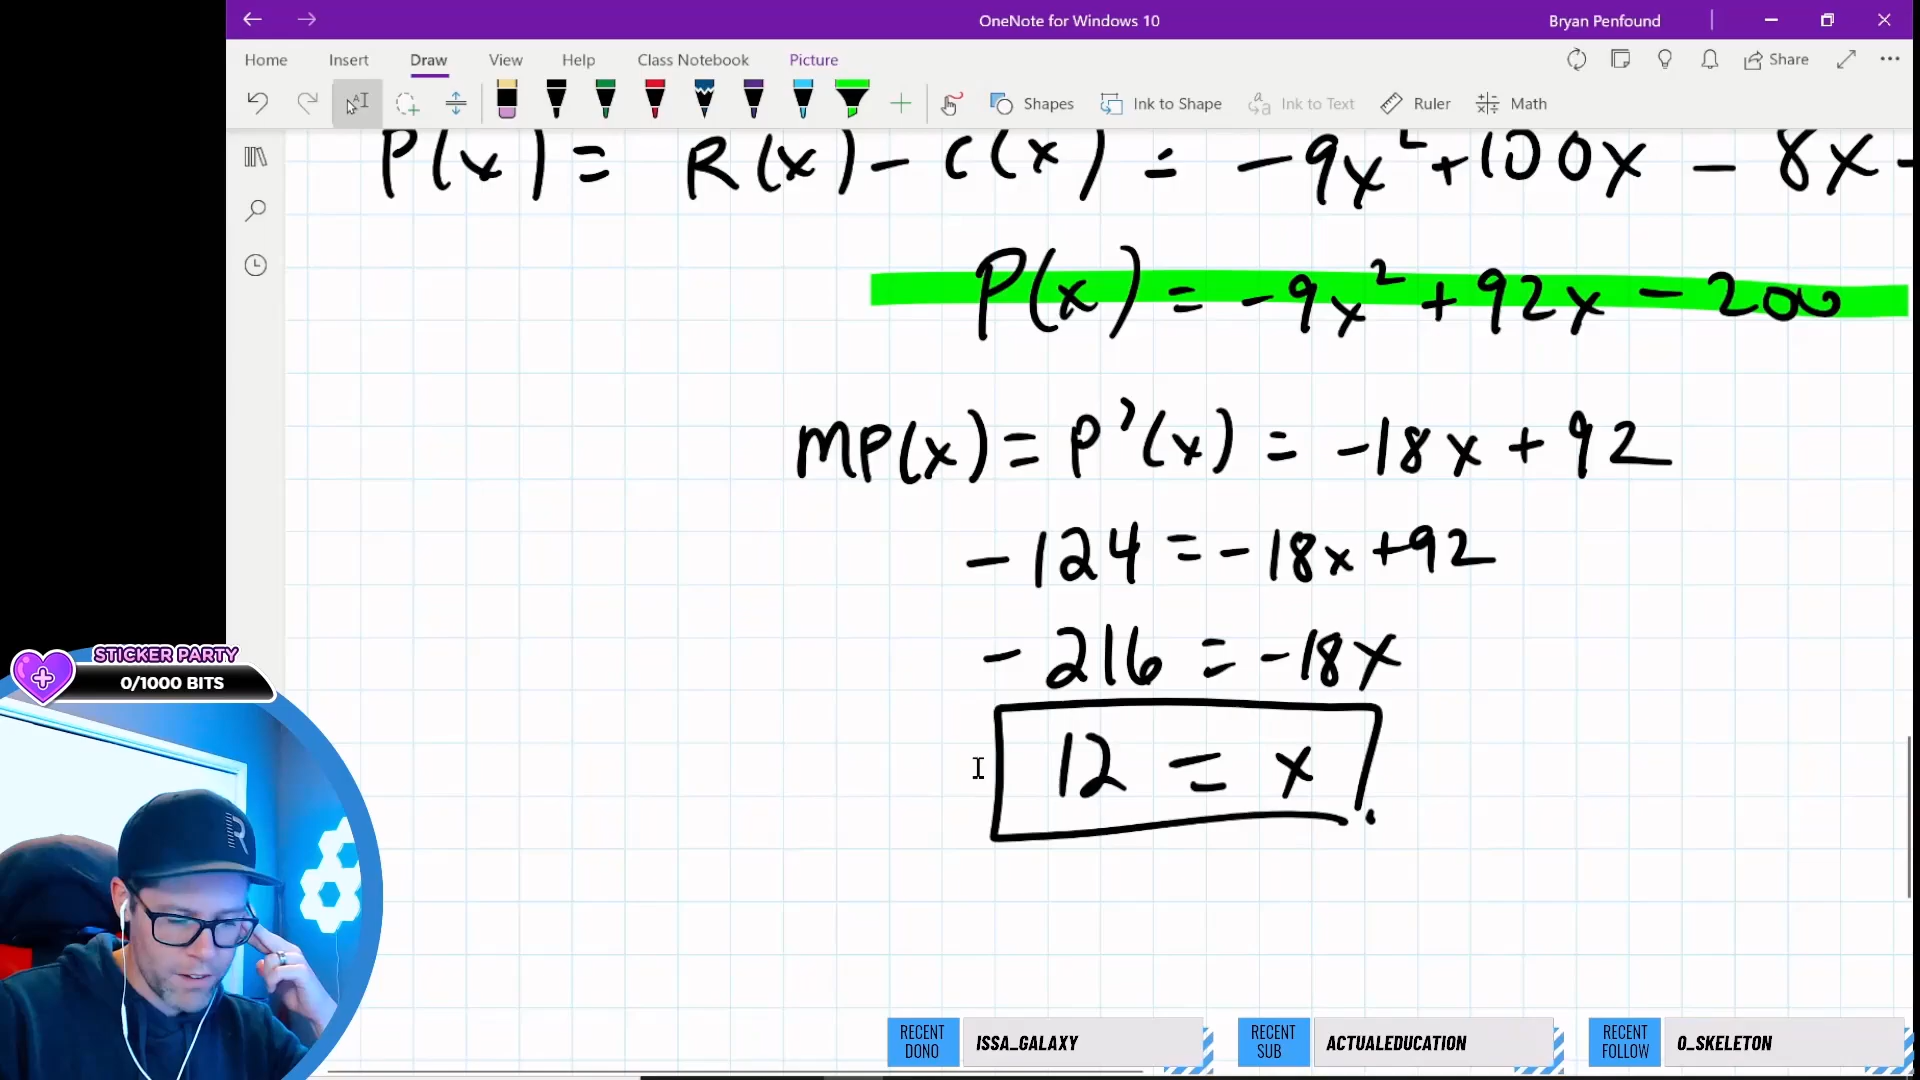 OneNote for Windows 10
Bryan Penfound
Home Insert Draw View Help Class Notebook Picture
Share
Shapes Ink to Shape Ink to Text Ruler Math
P(x) = R(x) - C(x) = -9x²+100x - 8x -
P(x) = -9x² + 92x - 200
MP(x) = P'(x) = -18x + 92
-124 = -18x+92
-216 = -18x
12 = x
STICKER PARTY
0/1000 BITS
RECENT DONO ISSA_GALAXY
RECENT SUB ACTUALEDUCATION
RECENT FOLLOW O_SKELETON